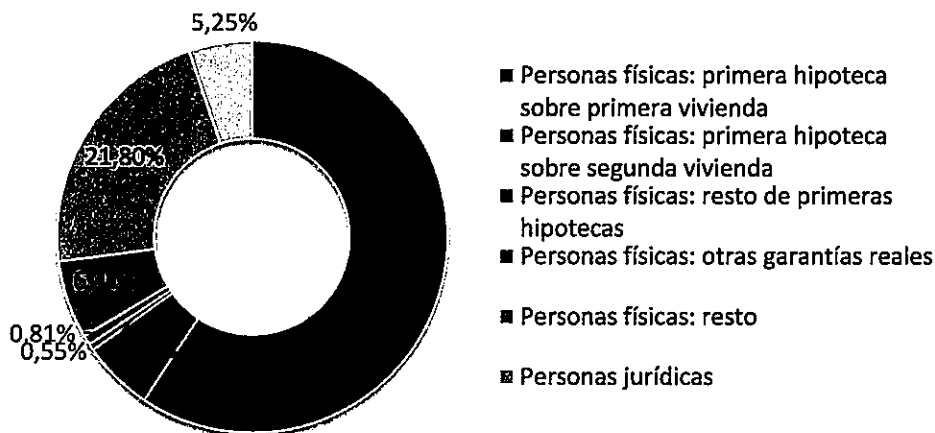 5,25%
21,80%
0,81%
0,55%
Personas físicas: primera hipoteca
sobre primera vivienda
Personas físicas: primera hipoteca
sobre segunda vivienda
Personas físicas: resto de primeras
hipotecas
Personas físicas: otras garantías reales
Personas físicas: resto
Personas jurídicas